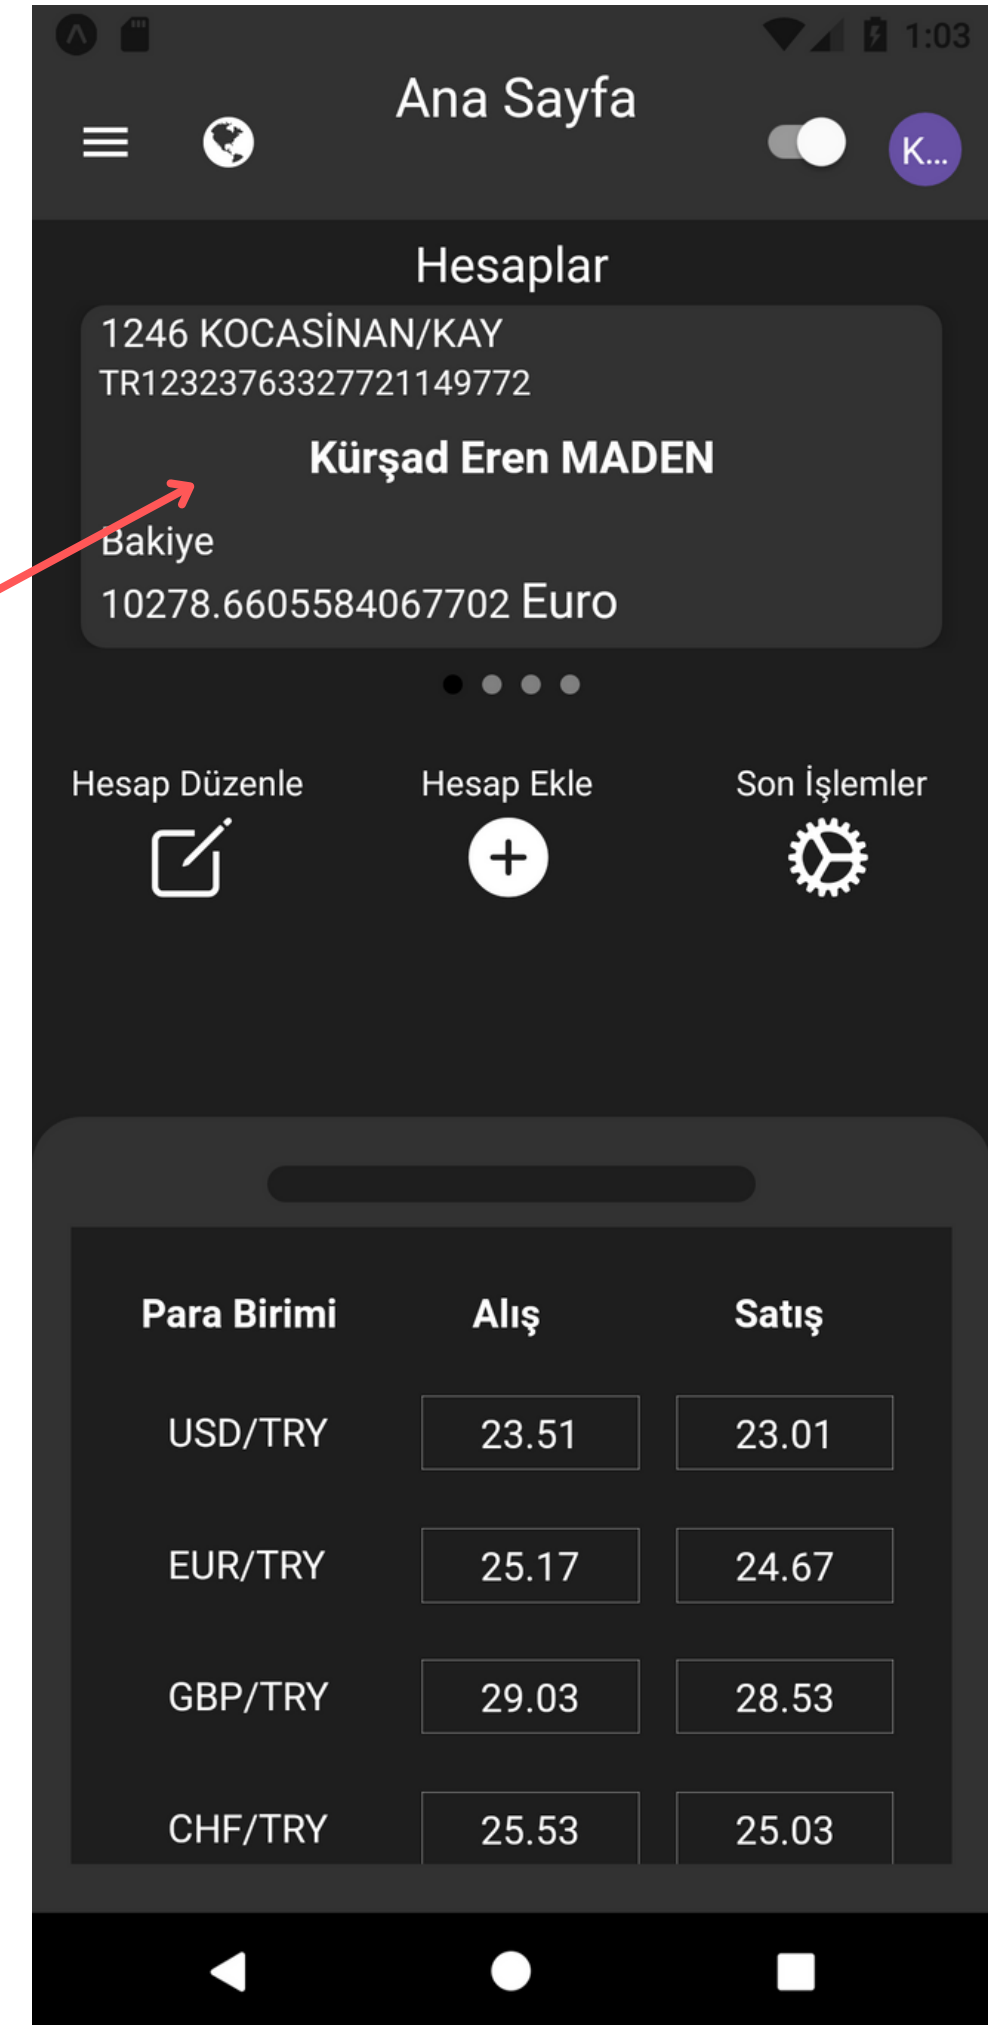 1:03
Ana Sayfa
K...
Hesaplar
1246 KOCASİNAN/KAY
TR12323763327721149772
Kürşad Eren MADEN
Bakiye
10278.6605584067702 Euro
Hesap Düzenle Hesap Ekle Son İşlemler
Para Birimi Alış Satış
USD/TRY 23.51 23.01
EUR/TRY 25.17 24.67
GBP/TRY 29.03 28.53
CHF/TRY 25.53 25.03